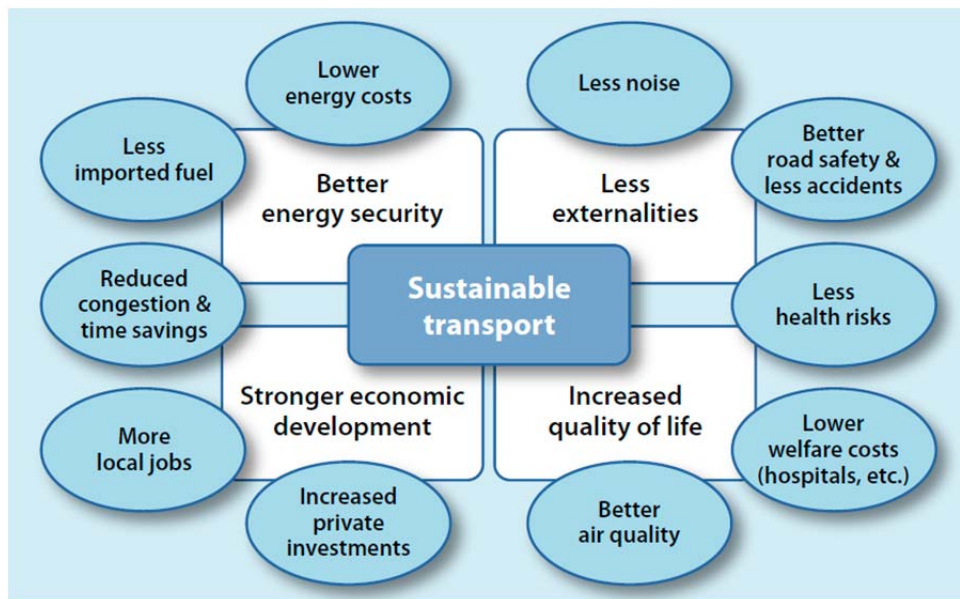 Lower
energy costs
Less noise
Less
imported fuel
Better
road safety &
less accidents
Better
energy security
Less
externalities
Sustainable
transport
Reduced
congestion &
time savings
Less
health risks
Stronger economic
development
Increased
quality of life
More
local jobs
Lower
welfare costs
(hospitals, etc.)
Increased
private
investments
Better
air quality